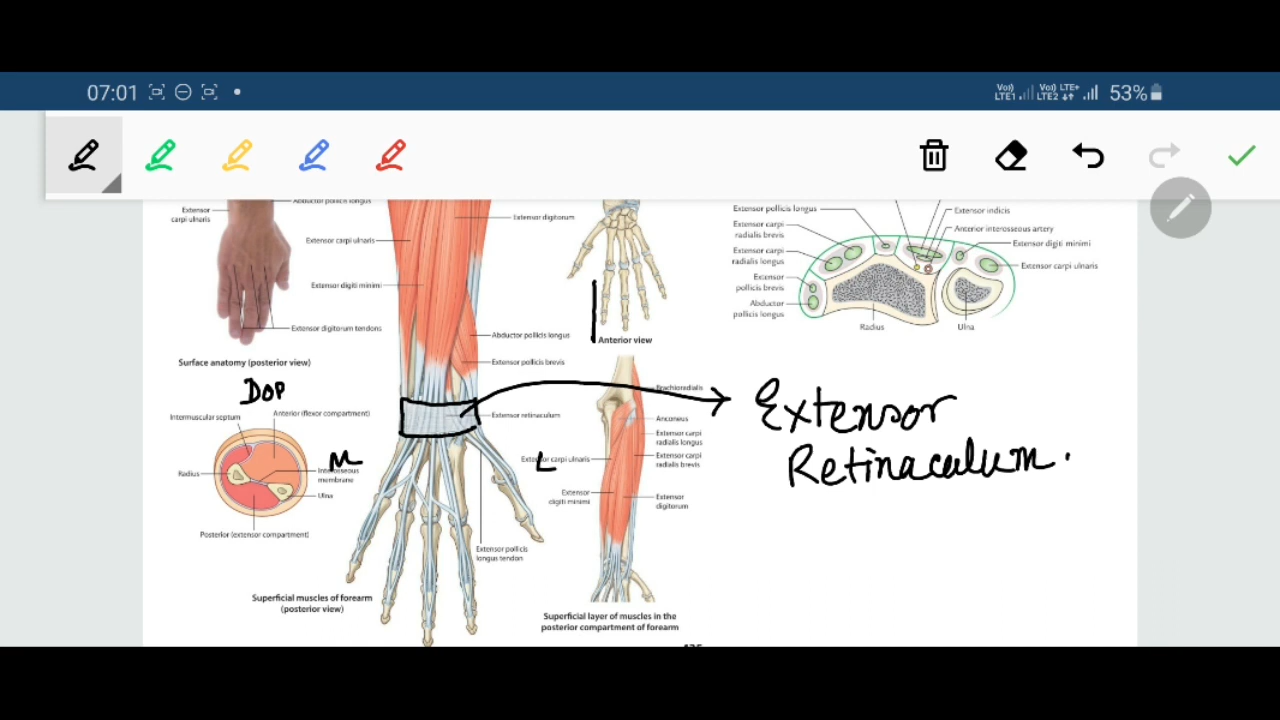 07:01
Vo)) LTE1 Vo)) LTE+ LTE2 53%
Extensor
carpi ulnaris
Abductor pollicis longus
Extensor carpi ulnaris
Extensor digiti minimi
Extensor digitorum tendons
Surface anatomy (posterior view)
DOP
Intermuscular septum
Anterior (flexor compartment)
Radius
M
Interosseous
membrane
Ulna
Posterior (extensor compartment)
Superficial muscles of forearm
(posterior view)
Extensor digitorum
Abductor pollicis longus
Extensor pollicis brevis
Extensor retinaculum
Extensor pollicis
longus tendon
Anterior view
Brachioradialis
Anconeus
Extensor carpi
radialis longus
Extensor carpi
radialis brevis
Extensor carpi ulnaris
L
Extensor
digiti minimi
Extensor
digitorum
Superficial layer of muscles in the
posterior compartment of forearm
Extensor pollicis longus
Extensor carpi
radialis brevis
Extensor carpi
radialis longus
Extensor
pollicis brevis
Abductor
pollicis longus
Extensor indicis
Anterior interosseous artery
Extensor digiti minimi
Extensor carpi ulnaris
Radius
Ulna
Extensor
Retinaculum.